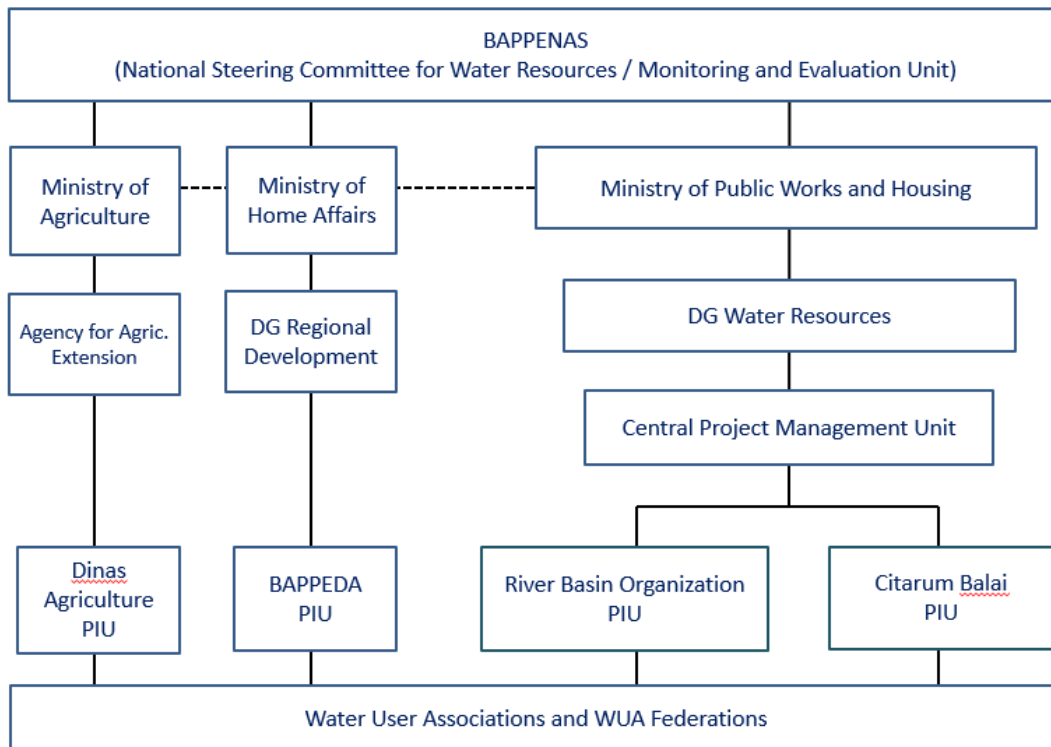 BAPPENAS
(National Steering Committee for Water Resources / Monitoring and Evaluation Unit)
Ministry of
Agriculture
Ministry of
Home Affairs
Ministry of Public Works and Housing
Agency for Agric.
Extension
DG Regional
Development
DG Water Resources
Central Project Management Unit
Dinas
Agriculture
PIU
BAPPEDA
PIU
River Basin Organization
PIU
Citarum Balai
PIU
Water User Associations and WUA Federations